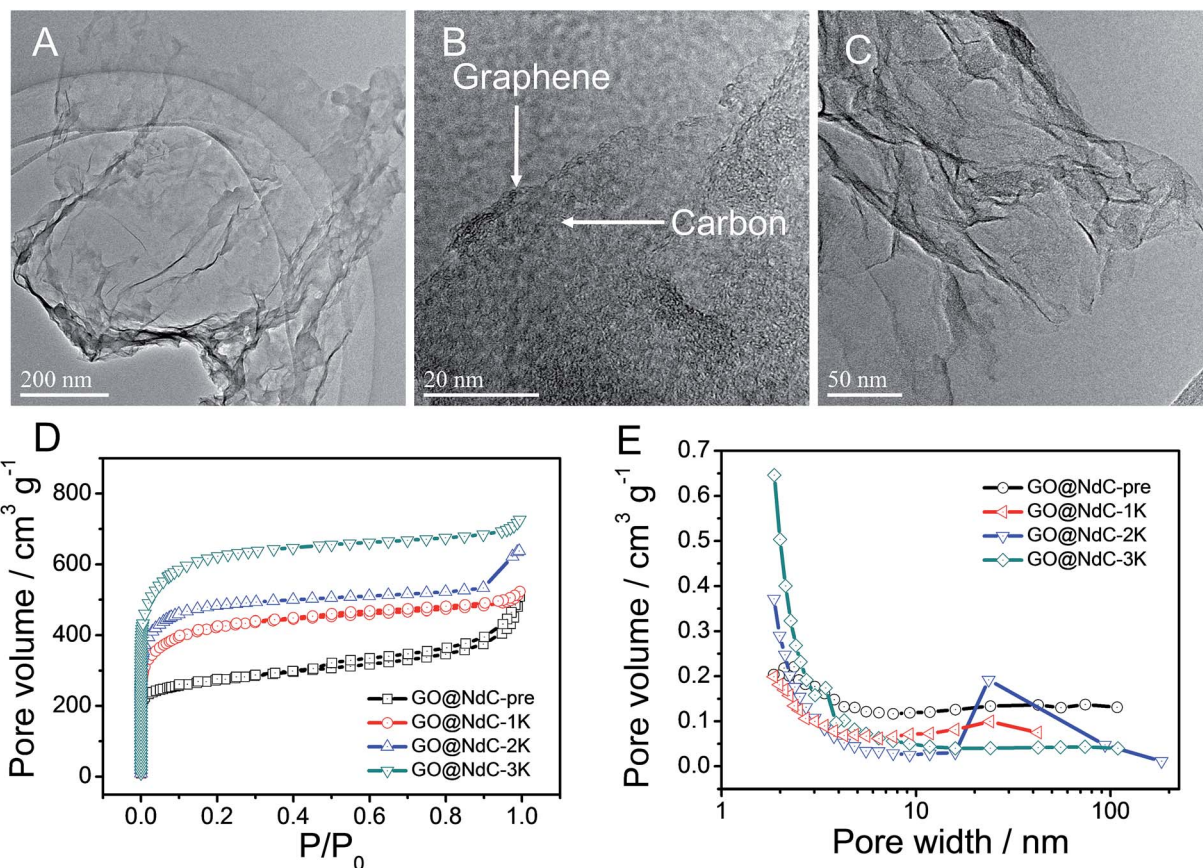 A
200 nm
B
Graphene
Carbon
20 nm
C
50 nm
D
Pore volume / cm³ g⁻¹
800
600
400
200
0
GO@NdC-pre
GO@NdC-1K
GO@NdC-2K
GO@NdC-3K
0.0 0.2 0.4 0.6 0.8 1.0
P/P₀
E
Pore volume / cm³ g⁻¹
0.7
0.6
0.5
0.4
0.3
0.2
0.1
0.0
GO@NdC-pre
GO@NdC-1K
GO@NdC-2K
GO@NdC-3K
1 10 100
Pore width / nm